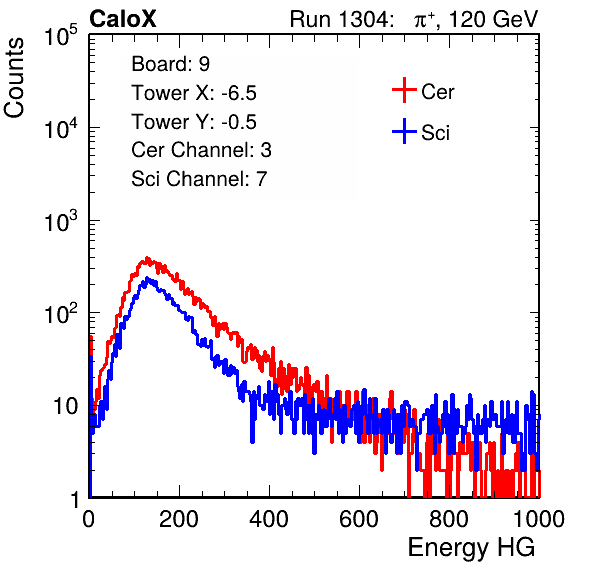 CaloX Run 1304: π⁺, 120 GeV
Counts
10⁵
10⁴
10³
10²
10
1
Board: 9
Tower X: -6.5
Tower Y: -0.5
Cer Channel: 3
Sci Channel: 7
Cer
Sci
0 200 400 600 800 1000
Energy HG